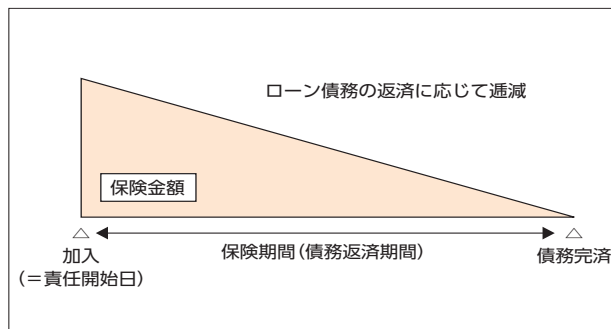 ローン債務の返済に応じて逓減
保険金額
保険期間(債務返済期間)
加入
(=責任開始日)
債務完済